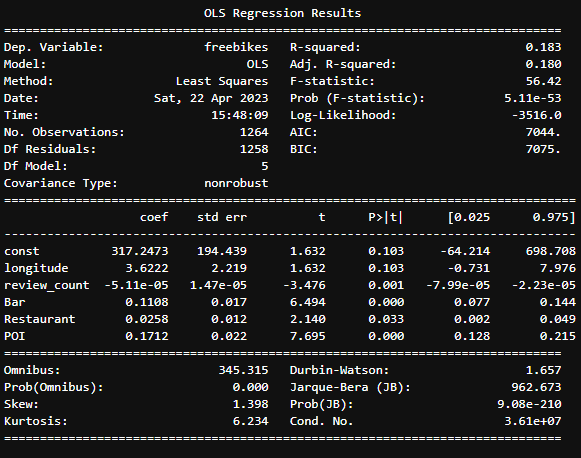 OLS Regression Results
==============================================================================
Dep. Variable:              freebikes   R-squared:                       0.183
Model:                            OLS   Adj. R-squared:                  0.180
Method:                 Least Squares   F-statistic:                     56.42
Date:                Sat, 22 Apr 2023   Prob (F-statistic):           5.11e-53
Time:                        15:48:09   Log-Likelihood:                -3516.0
No. Observations:                1264   AIC:                             7044.
Df Residuals:                    1258   BIC:                             7075.
Df Model:                           5
Covariance Type:            nonrobust
================================================================================
                   coef    std err          t      P>|t|      [0.025      0.975]
--------------------------------------------------------------------------------
const          317.2473    194.439      1.632      0.103     -64.214     698.708
longitude        3.6222      2.219      1.632      0.103      -0.731       7.976
review_count  -5.11e-05   1.47e-05     -3.476      0.001   -7.99e-05   -2.23e-05
Bar              0.1108      0.017      6.494      0.000       0.077       0.144
Restaurant       0.0258      0.012      2.140      0.033       0.002       0.049
POI              0.1712      0.022      7.695      0.000       0.128       0.215
==============================================================================
Omnibus:                      345.315   Durbin-Watson:                   1.657
Prob(Omnibus):                  0.000   Jarque-Bera (JB):              962.673
Skew:                           1.398   Prob(JB):                    9.08e-210
Kurtosis:                       6.234   Cond. No.                     3.61e+07
==============================================================================